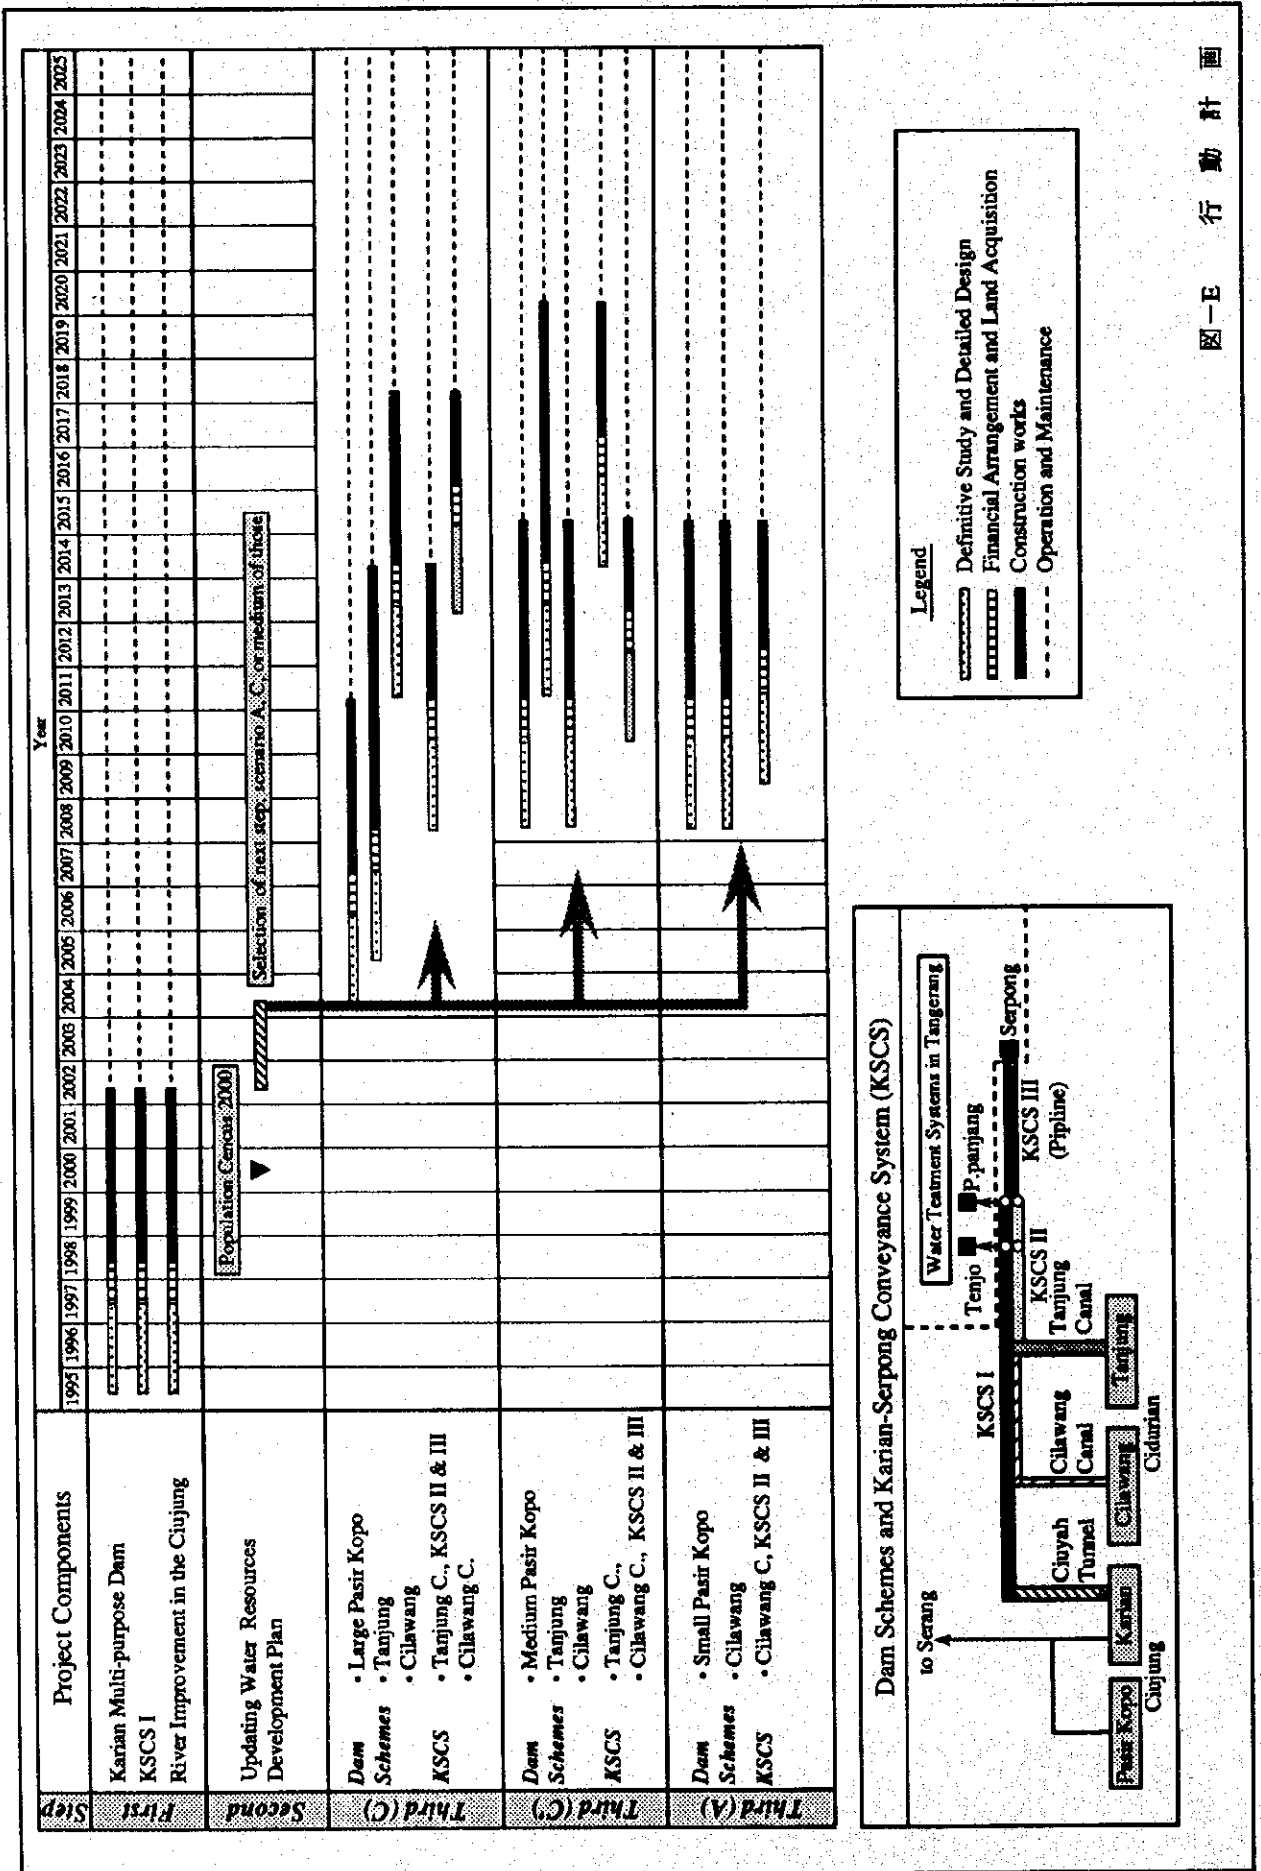 Step
Project Components
Year
1995 1996 1997 1998 1999 2000 2001 2002 2003 2004 2005 2006 2007 2008 2009 2010 2011 2012 2013 2014 2015 2016 2017 2018 2019 2020 2021 2022 2023 2024 2025
First
Karian Multi-purpose Dam
KSCS I
River Improvement in the Ciujung
Second
Updating Water Resources
Development Plan
Population Cencus 2000
Selection of next step, scenario A, C, or medium of those
Third (C)
Dam • Large Pasir Kopo
Schemes • Tanjung
• Cilawang
KSCS • Tanjung C., KSCS II & III
• Cilawang C.
Third (C')
Dam • Medium Pasir Kopo
Schemes • Tanjung
• Cilawang
KSCS • Tanjung C.,
• Cilawang C., KSCS II & III
Third (A)
Dam • Small Pasir Kopo
Schemes • Cilawang
KSCS • Cilawang C, KSCS II & III
Dam Schemes and Karian-Serpong Conveyance System (KSCS)
to Serang
Water Teatment Systems in Tangerang
Tenjo
P.panjang
Serpong
KSCS I
KSCS II
KSCS III
(Pipline)
Ciuyah
Tunnel
Cilawang
Canal
Tanjung
Canal
Pasir Kopo
Karian
Cilawang
Tanjung
Ciujung
Cidurian
Legend
Definitive Study and Detailed Design
Financial Arrangement and Land Acquisition
Construction works
Operation and Maintenance
図-E 行動計画